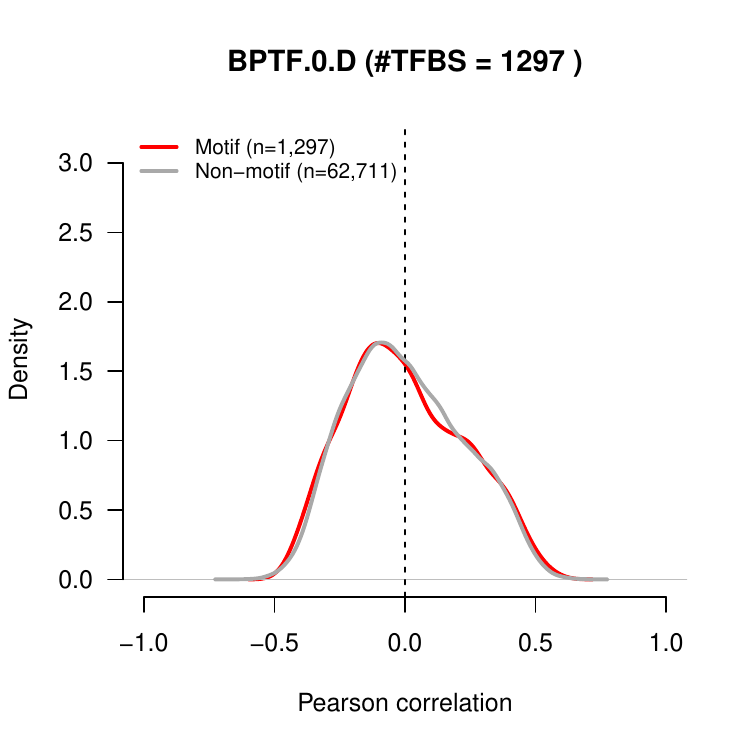 BPTF.0.D (#TFBS = 1297 )
Motif (n=1,297)
Non−motif (n=62,711)
3.0
2.5
2.0
1.5
1.0
0.5
0.0
Density
−1.0 −0.5 0.0 0.5 1.0
Pearson correlation